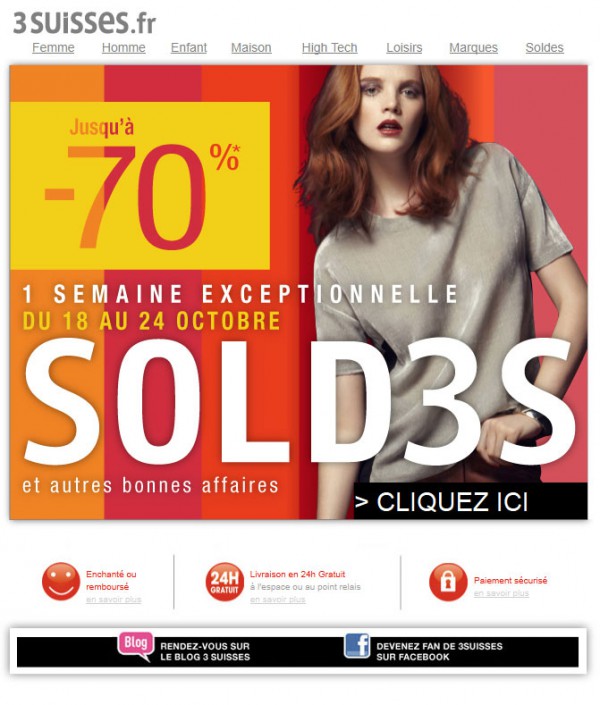 3SUISSES.fr
Femme Homme Enfant Maison High Tech Loisirs Marques Soldes
Jusqu'à
-70%*
1 SEMAINE EXCEPTIONNELLE
DU 18 AU 24 OCTOBRE
SOLD3S
et autres bonnes affaires
> CLIQUEZ ICI
Enchanté ou
remboursé
en savoir plus
24H
GRATUIT
Livraison en 24h Gratuit
à l'espace ou au point relais
en savoir plus
Paiement sécurisé
en savoir plus
Blog
RENDEZ-VOUS SUR
LE BLOG 3 SUISSES
f
DEVENEZ FAN DE 3SUISSES
SUR FACEBOOK